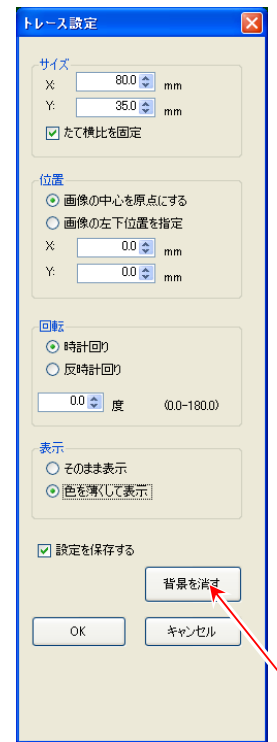 トレース設定
サイズ
X: 80.0 mm
Y: 35.0 mm
たて横比を固定
位置
画像の中心を原点にする
画像の左下位置を指定
X: 0.0 mm
Y: 0.0 mm
回転
時計回り
反時計回り
0.0 度 (0.0-180.0)
表示
そのまま表示
色を薄くして表示
設定を保存する
背景を消す
OK キャンセル